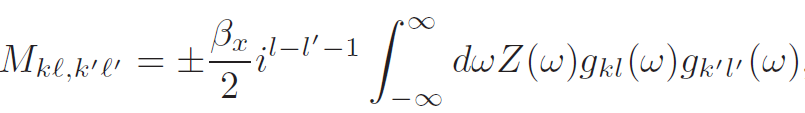 $M_{k\ell,k'\ell'} = \pm \frac{\beta_x}{2} i^{l-l'-1} \int_{-\infty}^{\infty} d\omega Z(\omega) g_{kl}(\omega) g_{k'l'}(\omega).$